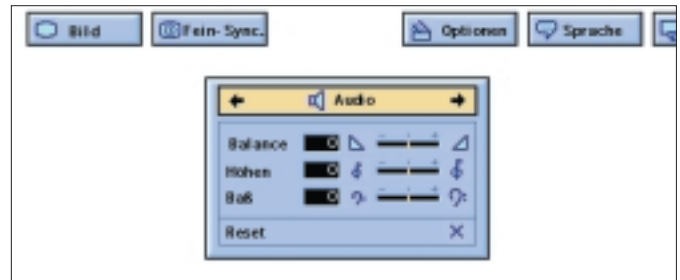 Bild Fein-Sync. Optionen Sprache
Audio
Balance 0
Höhen 0
Baß 0
Reset